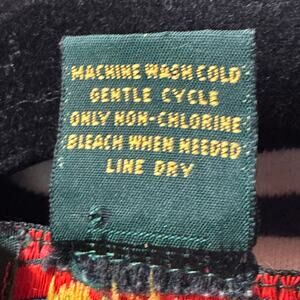 MACHINE WASH COLD
GENTLE CYCLE
ONLY NON-CHLORINE
BLEACH WHEN NEEDED
LINE DRY